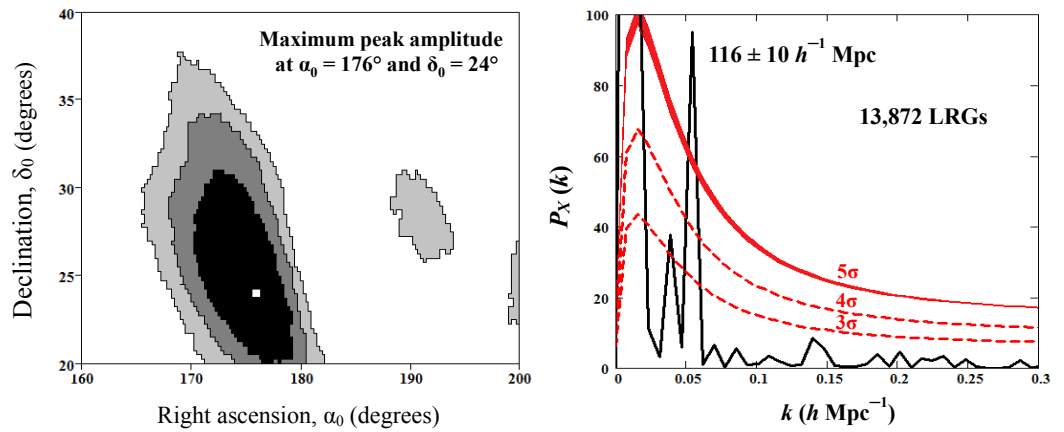 40
35
30
25
20
160
170
180
190
200
Declination, δ₀ (degrees)
Right ascension, α₀ (degrees)
Maximum peak amplitude
at α₀ = 176° and δ₀ = 24°
100
80
60
40
20
0
0
0.05
0.1
0.15
0.2
0.25
0.3
P_X (k)
k (h Mpc⁻¹)
116 ± 10 h⁻¹ Mpc
13,872 LRGs
5σ
4σ
3σ